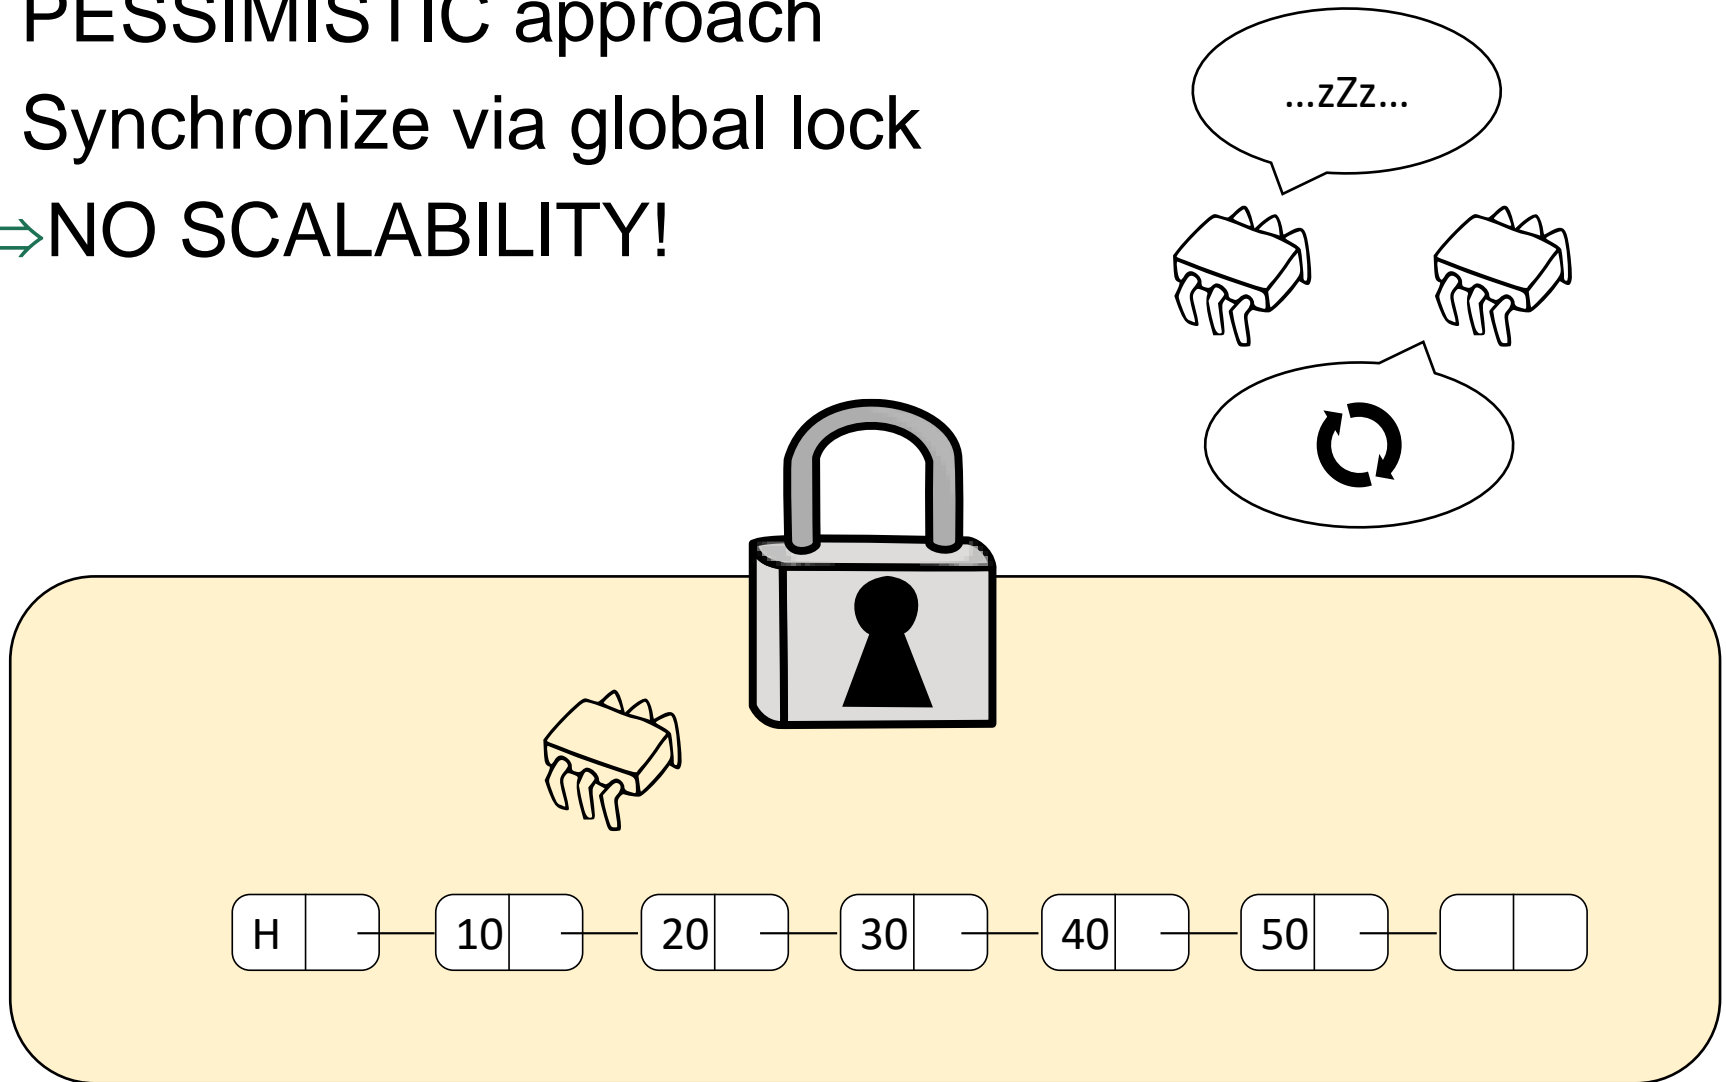 PESSIMISTIC approach
Synchronize via global lock
⇒NO SCALABILITY!
...zZz...
H 10 20 30 40 50